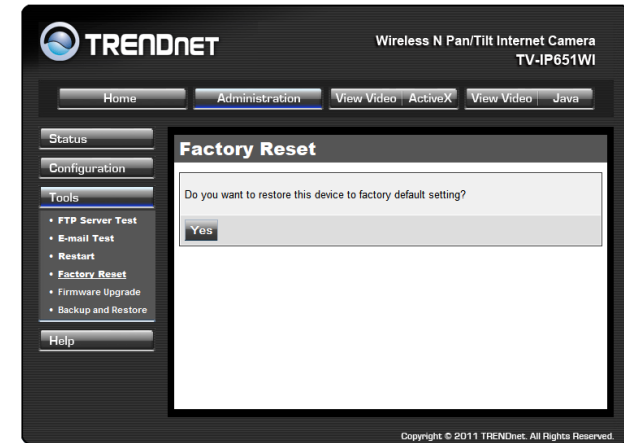 TRENDNET
Wireless N Pan/Tilt Internet Camera
TV-IP651WI
Home
Administration
View Video | ActiveX
View Video | Java
Status
Configuration
Tools
• FTP Server Test
• E-mail Test
• Restart
• Factory Reset
• Firmware Upgrade
• Backup and Restore
Help
Factory Reset
Do you want to restore this device to factory default setting?
Yes
Copyright © 2011 TRENDnet. All Rights Reserved.